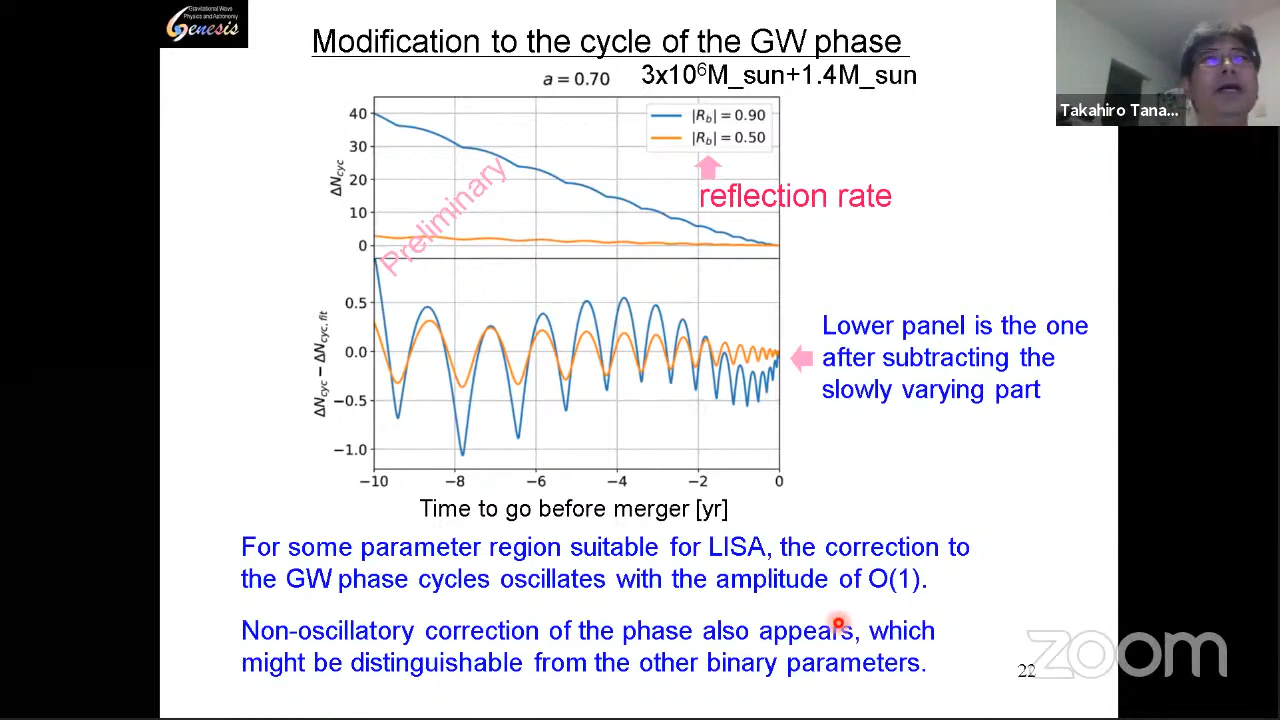 Gravitational Wave
Physics and Astronomy
Genesis
Modification to the cycle of the GW phase
a = 0.70
3x10⁶M_sun+1.4M_sun
|R_b| = 0.90
|R_b| = 0.50
reflection rate
Preliminary
ΔN_cyc
40
30
20
10
0
ΔN_cyc − ΔN_cyc, fit
0.5
0.0
−0.5
−1.0
−10
−8
−6
−4
−2
0
Time to go before merger [yr]
Lower panel is the one
after subtracting the
slowly varying part
For some parameter region suitable for LISA, the correction to
the GW phase cycles oscillates with the amplitude of O(1).
Non-oscillatory correction of the phase also appears, which
might be distinguishable from the other binary parameters.
22
Takahiro Tana...
zoom